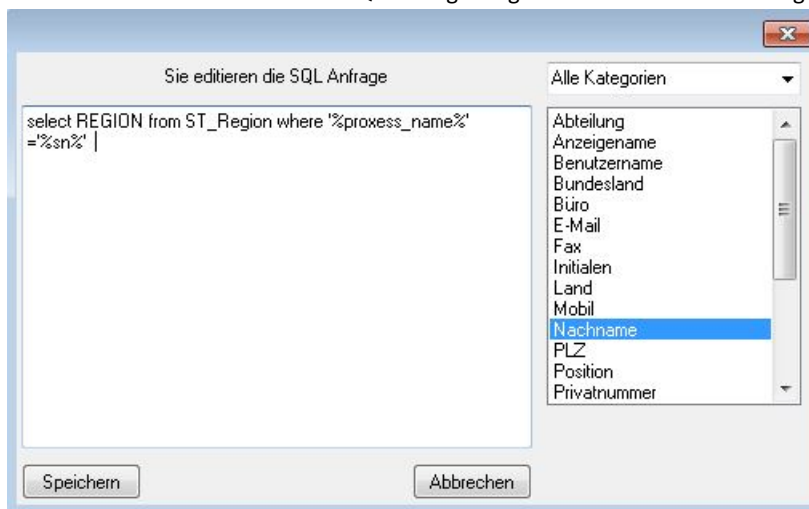 Sie editieren die SQL Anfrage
Alle Kategorien
select REGION from ST_Region where '%proxess_name%'
='%sn%'
Abteilung
Anzeigename
Benutzername
Bundesland
Büro
E-Mail
Fax
Initialen
Land
Mobil
Nachname
PLZ
Position
Privatnummer
Speichern
Abbrechen